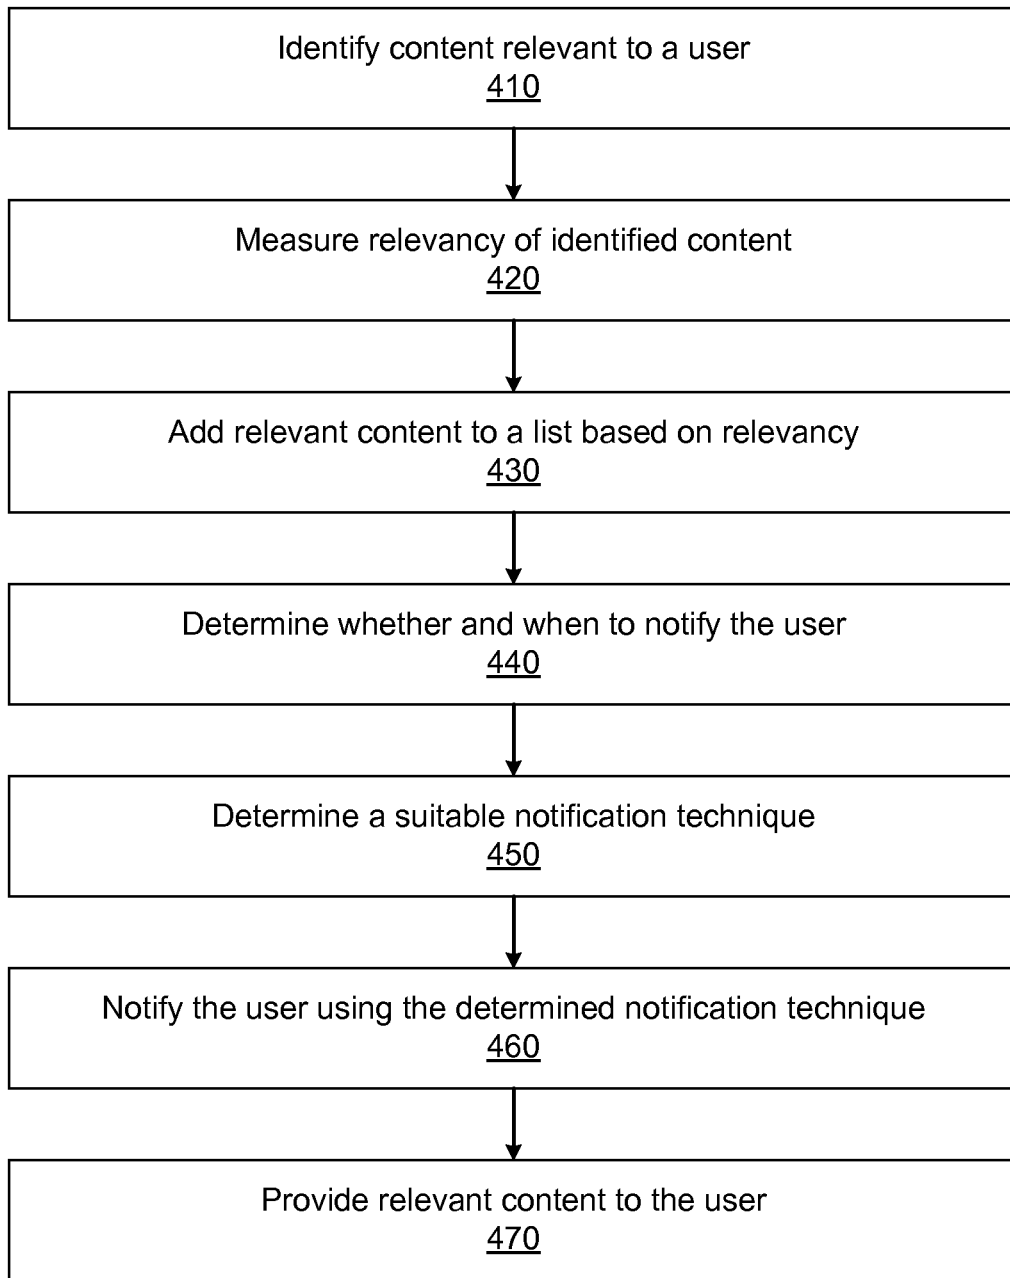 Identify content relevant to a user
410
Measure relevancy of identified content
420
Add relevant content to a list based on relevancy
430
Determine whether and when to notify the user
440
Determine a suitable notification technique
450
Notify the user using the determined notification technique
460
Provide relevant content to the user
470